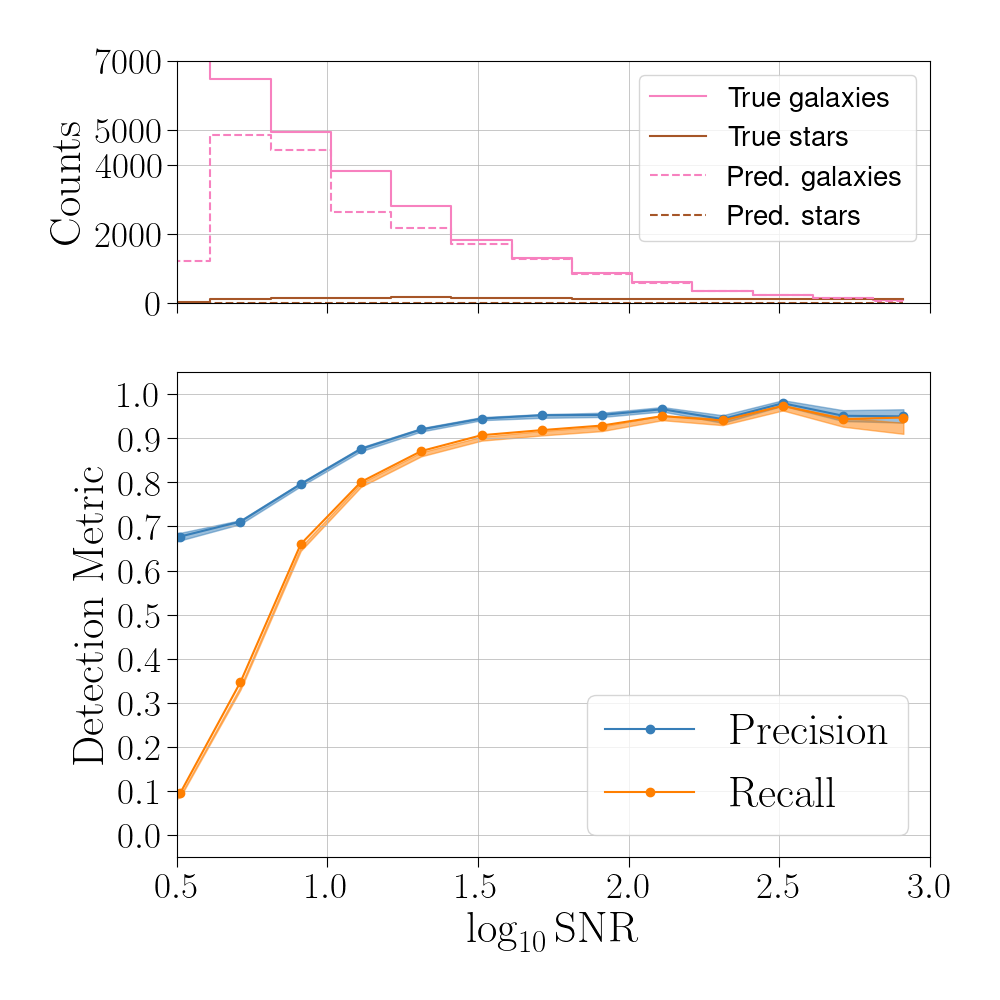 7000
5000
4000
2000
0
Counts
True galaxies
True stars
Pred. galaxies
Pred. stars
1.0
0.9
0.8
0.7
0.6
0.5
0.4
0.3
0.2
0.1
0.0
Detection Metric
Precision
Recall
0.5 1.0 1.5 2.0 2.5 3.0
log₁₀ SNR